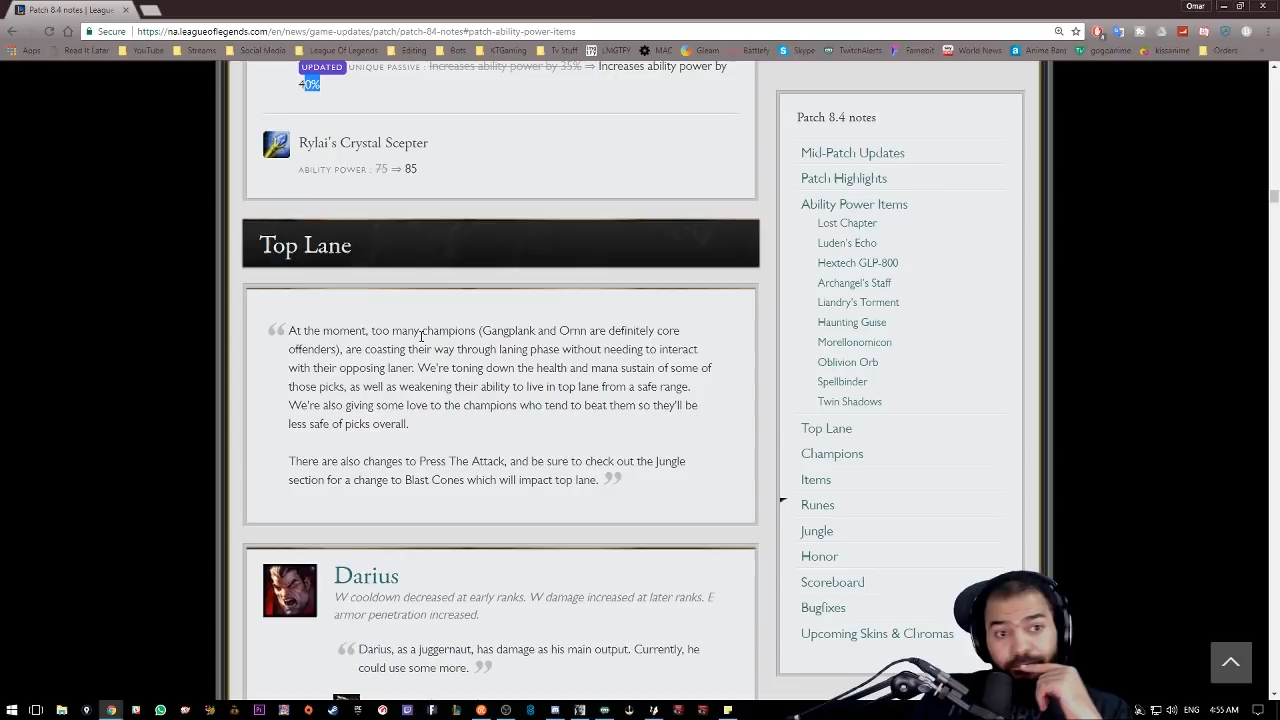 Patch 8.4 notes | League
Omar
Secure https://na.leagueoflegends.com/en/news/game-updates/patch/patch-84-notes#patch-ability-power-items
Apps Read It Later YouTube Streams Social Media League Of Legends Editing Bots KTGaming Tv Stuff LMGTFY MAC Gleam Battlefy Skype TwitchAlerts Famebit World News Anime Bam gogoanime kissanime Orders
UPDATED UNIQUE PASSIVE : Increases ability power by 35% ⇒ Increases ability power by
40%
Rylai's Crystal Scepter
ABILITY POWER : 75 ⇒ 85
Top Lane
At the moment, too many champions (Gangplank and Ornn are definitely core
offenders), are coasting their way through laning phase without needing to interact
with their opposing laner. We're toning down the health and mana sustain of some of
those picks, as well as weakening their ability to live in top lane from a safe range.
We're also giving some love to the champions who tend to beat them so they'll be
less safe of picks overall.
There are also changes to Press The Attack, and be sure to check out the Jungle
section for a change to Blast Cones which will impact top lane.
Darius
W cooldown decreased at early ranks. W damage increased at later ranks. E
armor penetration increased.
Darius, as a juggernaut, has damage as his main output. Currently, he
could use some more.
Patch 8.4 notes
Mid-Patch Updates
Patch Highlights
Ability Power Items
Lost Chapter
Luden's Echo
Hextech GLP-800
Archangel's Staff
Liandry's Torment
Haunting Guise
Morellonomicon
Oblivion Orb
Spellbinder
Twin Shadows
Top Lane
Champions
Items
Runes
Jungle
Honor
Scoreboard
Bugfixes
Upcoming Skins & Chromas
4:55 AM